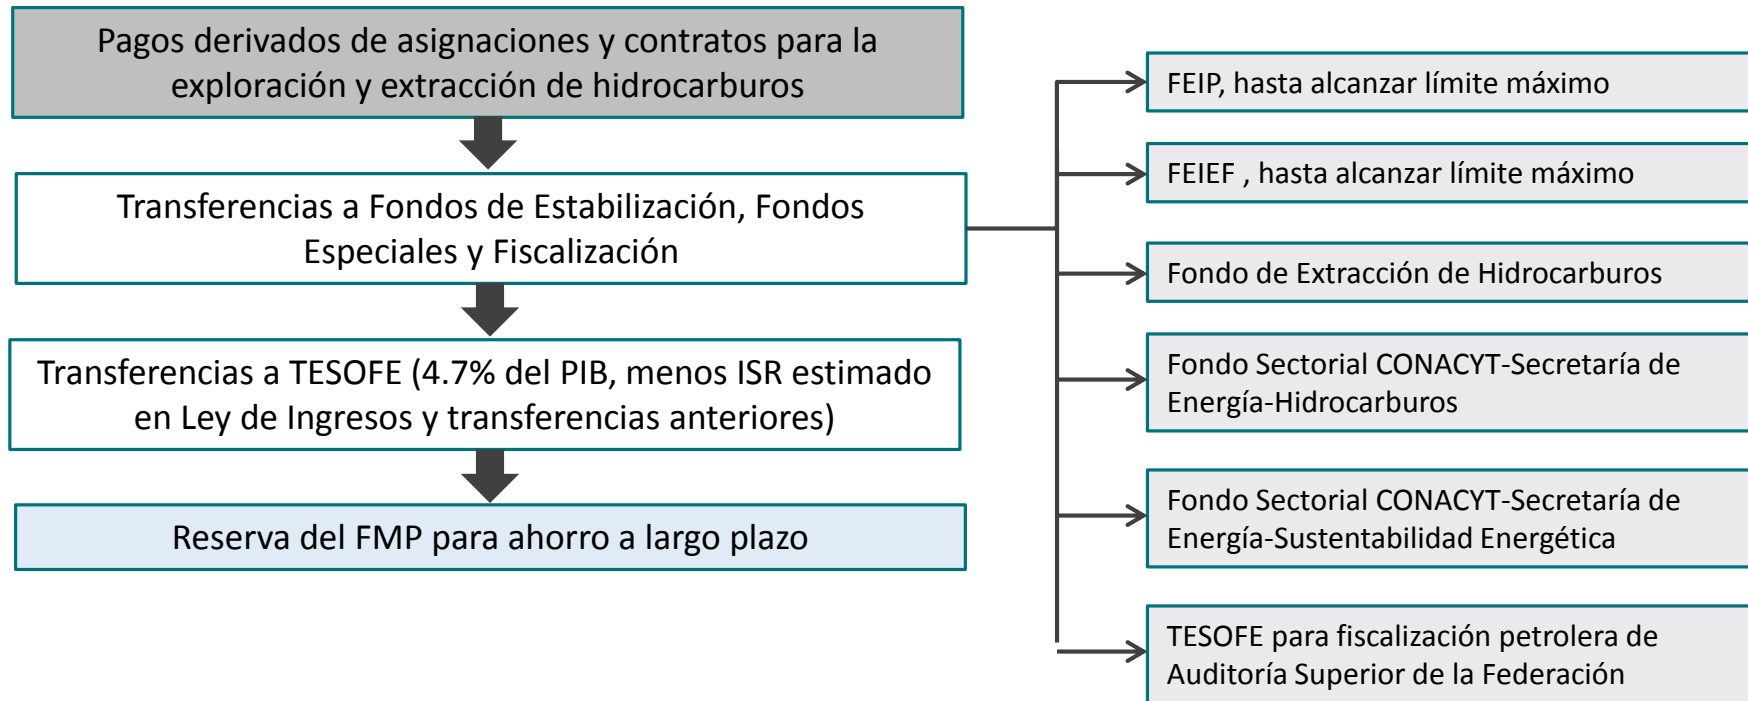 Pagos derivados de asignaciones y contratos para la
exploración y extracción de hidrocarburos
Transferencias a Fondos de Estabilización, Fondos
Especiales y Fiscalización
Transferencias a TESOFE (4.7% del PIB, menos ISR estimado
en Ley de Ingresos y transferencias anteriores)
Reserva del FMP para ahorro a largo plazo
FEIP, hasta alcanzar límite máximo
FEIEF , hasta alcanzar límite máximo
Fondo de Extracción de Hidrocarburos
Fondo Sectorial CONACYT-Secretaría de
Energía-Hidrocarburos
Fondo Sectorial CONACYT-Secretaría de
Energía-Sustentabilidad Energética
TESOFE para fiscalización petrolera de
Auditoría Superior de la Federación